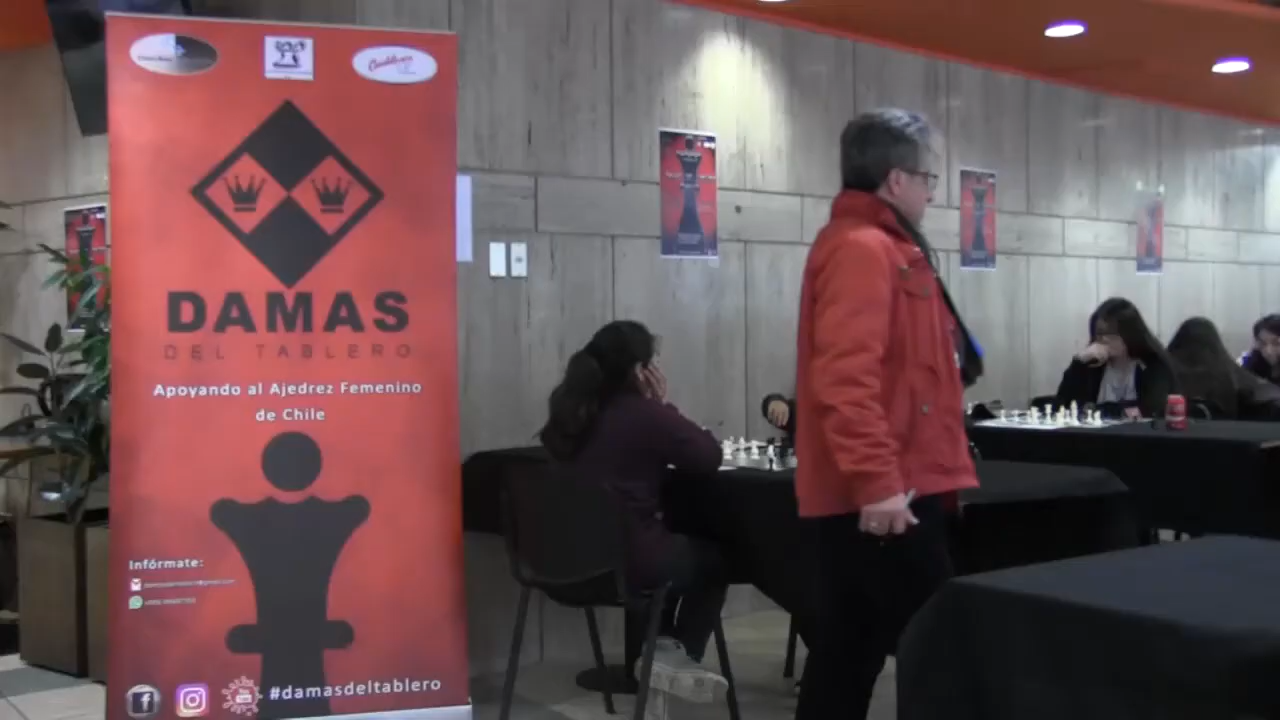 DAMAS
DEL TABLERO
Apoyando al Ajedrez Femenino
de Chile
Infórmate:
#damasdeltablero